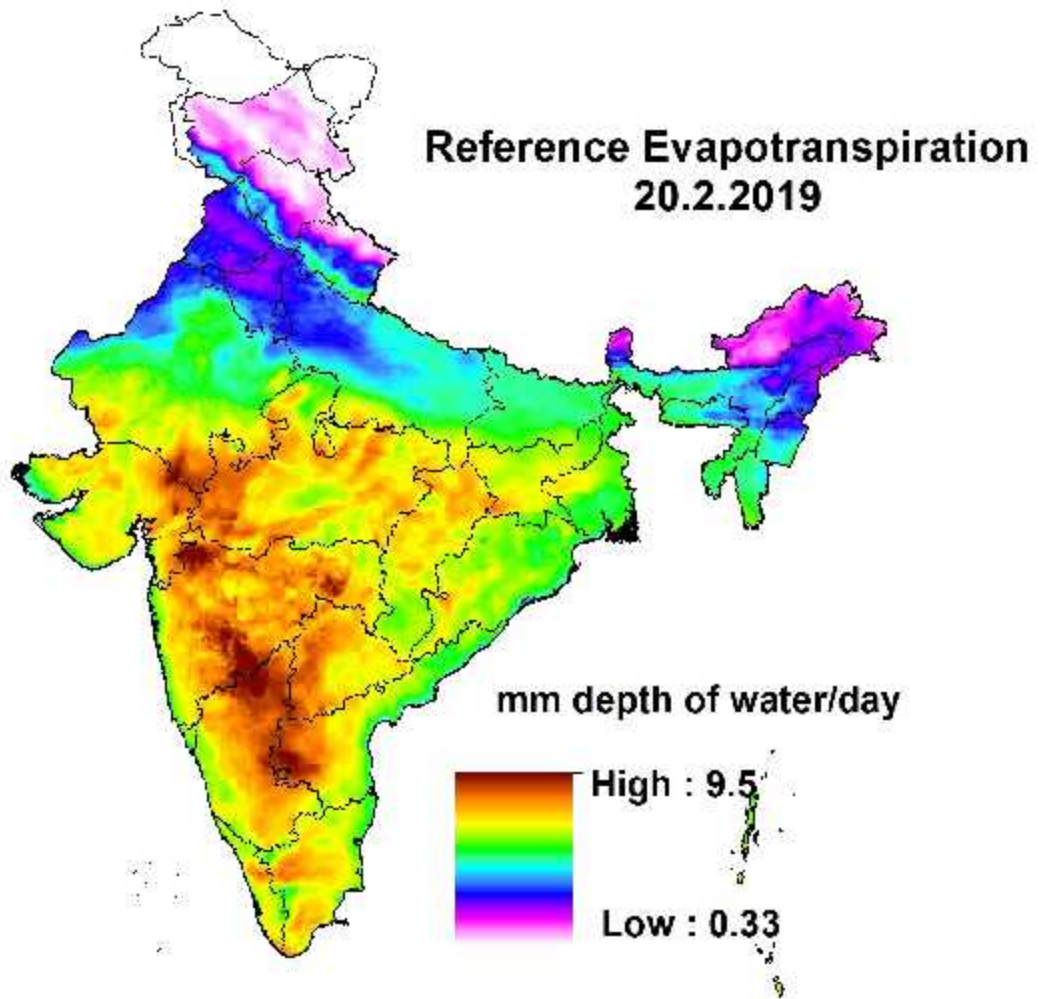 Reference Evapotranspiration
20.2.2019
mm depth of water/day
High : 9.5
Low : 0.33